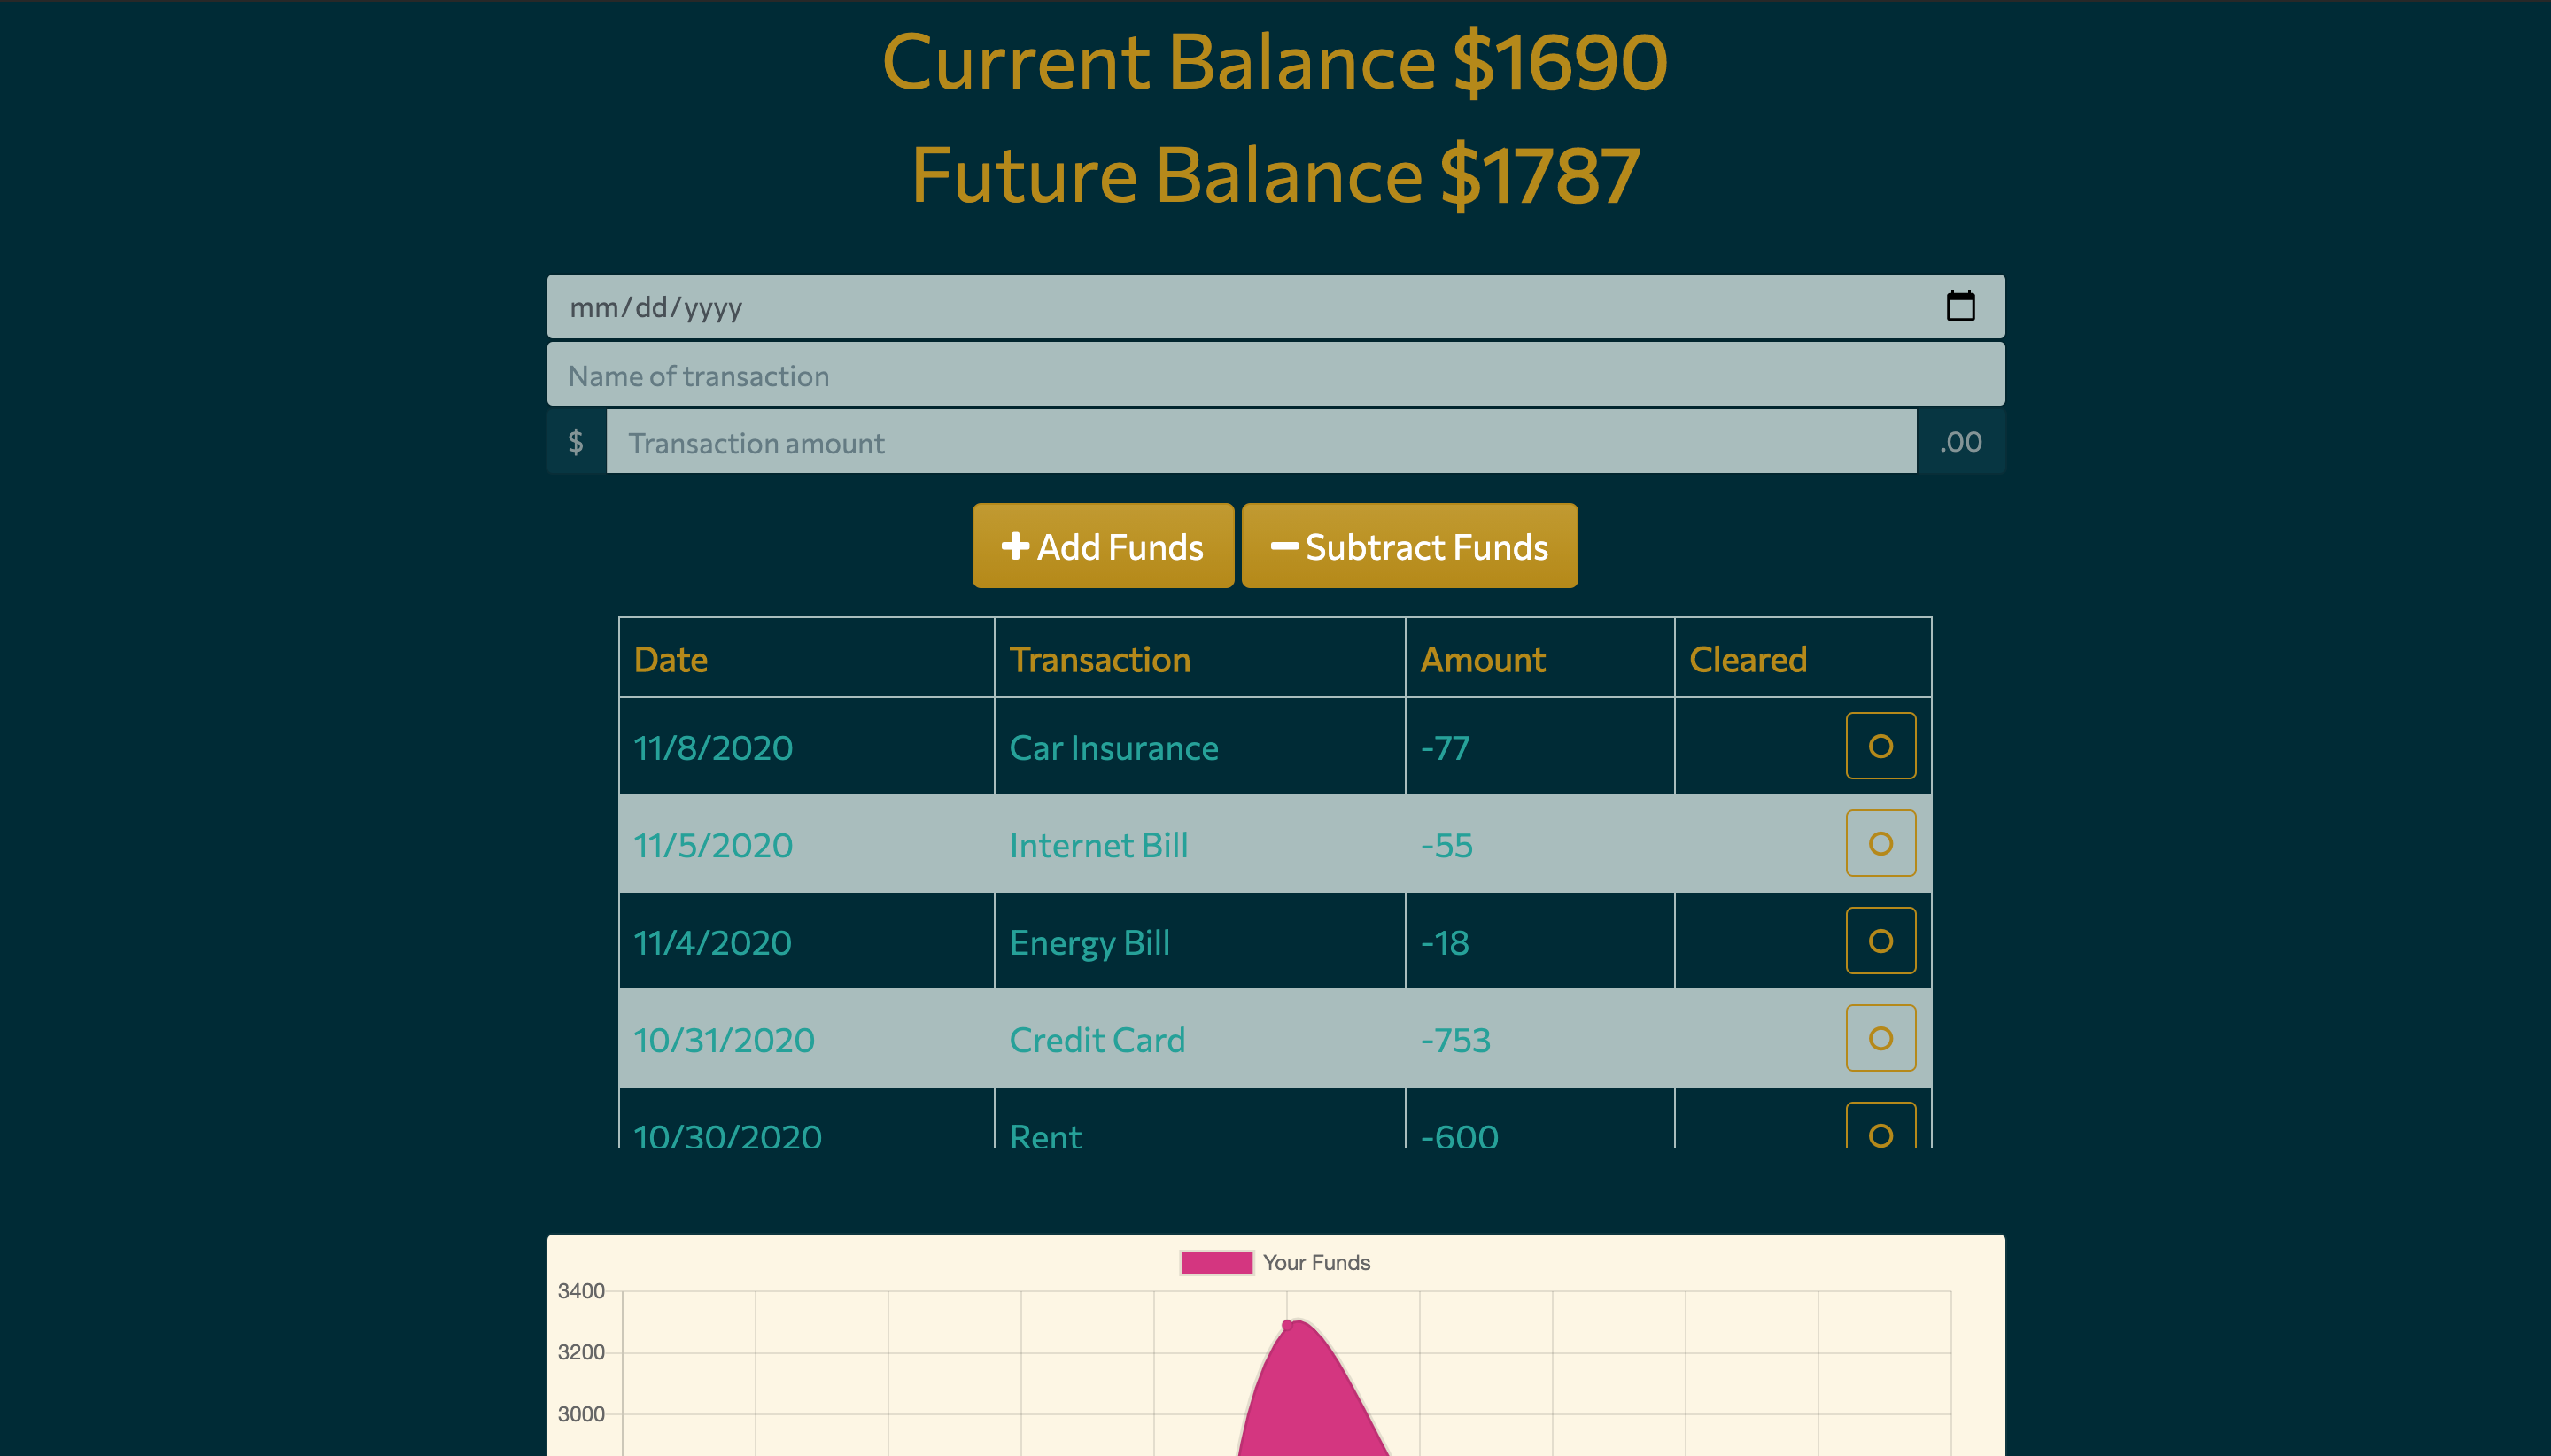 Current Balance $1690
Future Balance $1787
mm/dd/yyyy
Name of transaction
$ Transaction amount .00
Add Funds Subtract Funds
Date Transaction Amount Cleared
11/8/2020 Car Insurance -77
11/5/2020 Internet Bill -55
11/4/2020 Energy Bill -18
10/31/2020 Credit Card -753
10/30/2020 Rent -600
Your Funds
3400
3200
3000